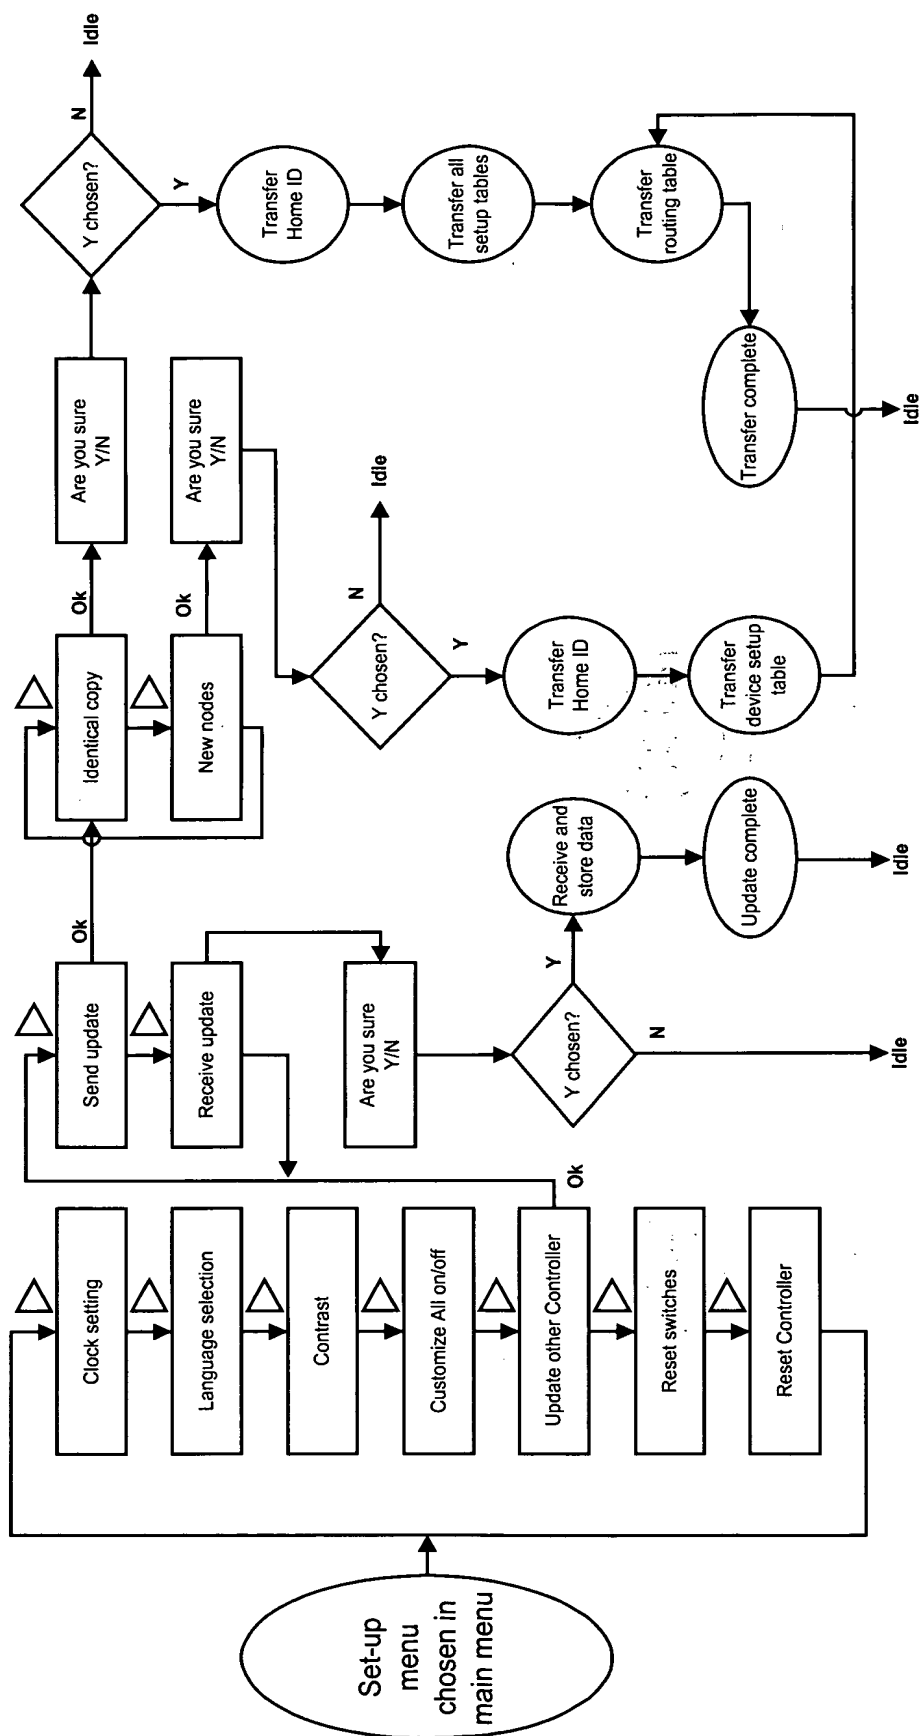 Set-up
menu
chosen in
main menu
Clock setting
Language selection
Contrast
Customize All on/off
Update other Controller
Reset switches
Reset Controller
Ok
Send update
Receive update
Are you sure
Y/N
Y chosen?
Y
N
Idle
Receive and
store data
Update complete
Idle
Ok
Identical copy
New nodes
Ok
Ok
Are you sure
Y/N
Are you sure
Y/N
Y chosen?
N
Idle
Y
Transfer
Home ID
Transfer
device setup
table
Y chosen?
N
Idle
Y
Transfer
Home ID
Transfer all
setup tables
Transfer
routing table
Transfer complete
Idle